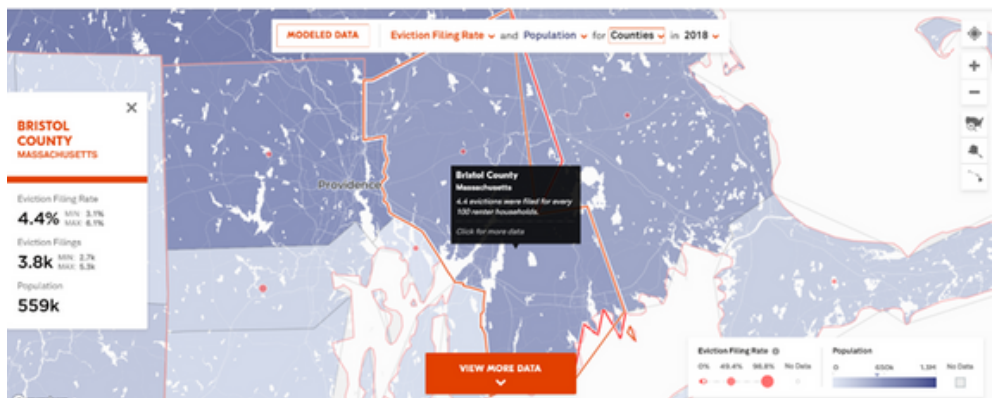 MODELED DATA Eviction Filing Rate and Population for Counties in 2018
BRISTOL
COUNTY
MASSACHUSETTS
Eviction Filing Rate
4.4% MIN: 3.1%
MAX: 6.1%
Eviction Filings
3.8k MIN: 2.7k
MAX: 5.3k
Population
559k
Providence
Bristol County
Massachusetts
4.4 evictions were filed for every
100 renter households.
Click for more data
VIEW MORE DATA
Eviction Filing Rate Population
0% 49.4% 98.8% No Data 0 650k 1.3M No Data